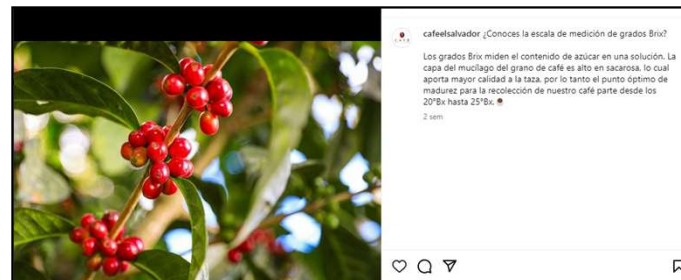 cafeelsalvador ¿Conoces la escala de medición de grados Brix?
Los grados Brix miden el contenido de azúcar en una solución. La
capa del mucílago del grano de café es alto en sacarosa, lo cual
aporta mayor calidad a la taza, por lo tanto el punto óptimo de
madurez para la recolección de nuestro café parte desde los
20°Bx hasta 25°Bx.
2 sem